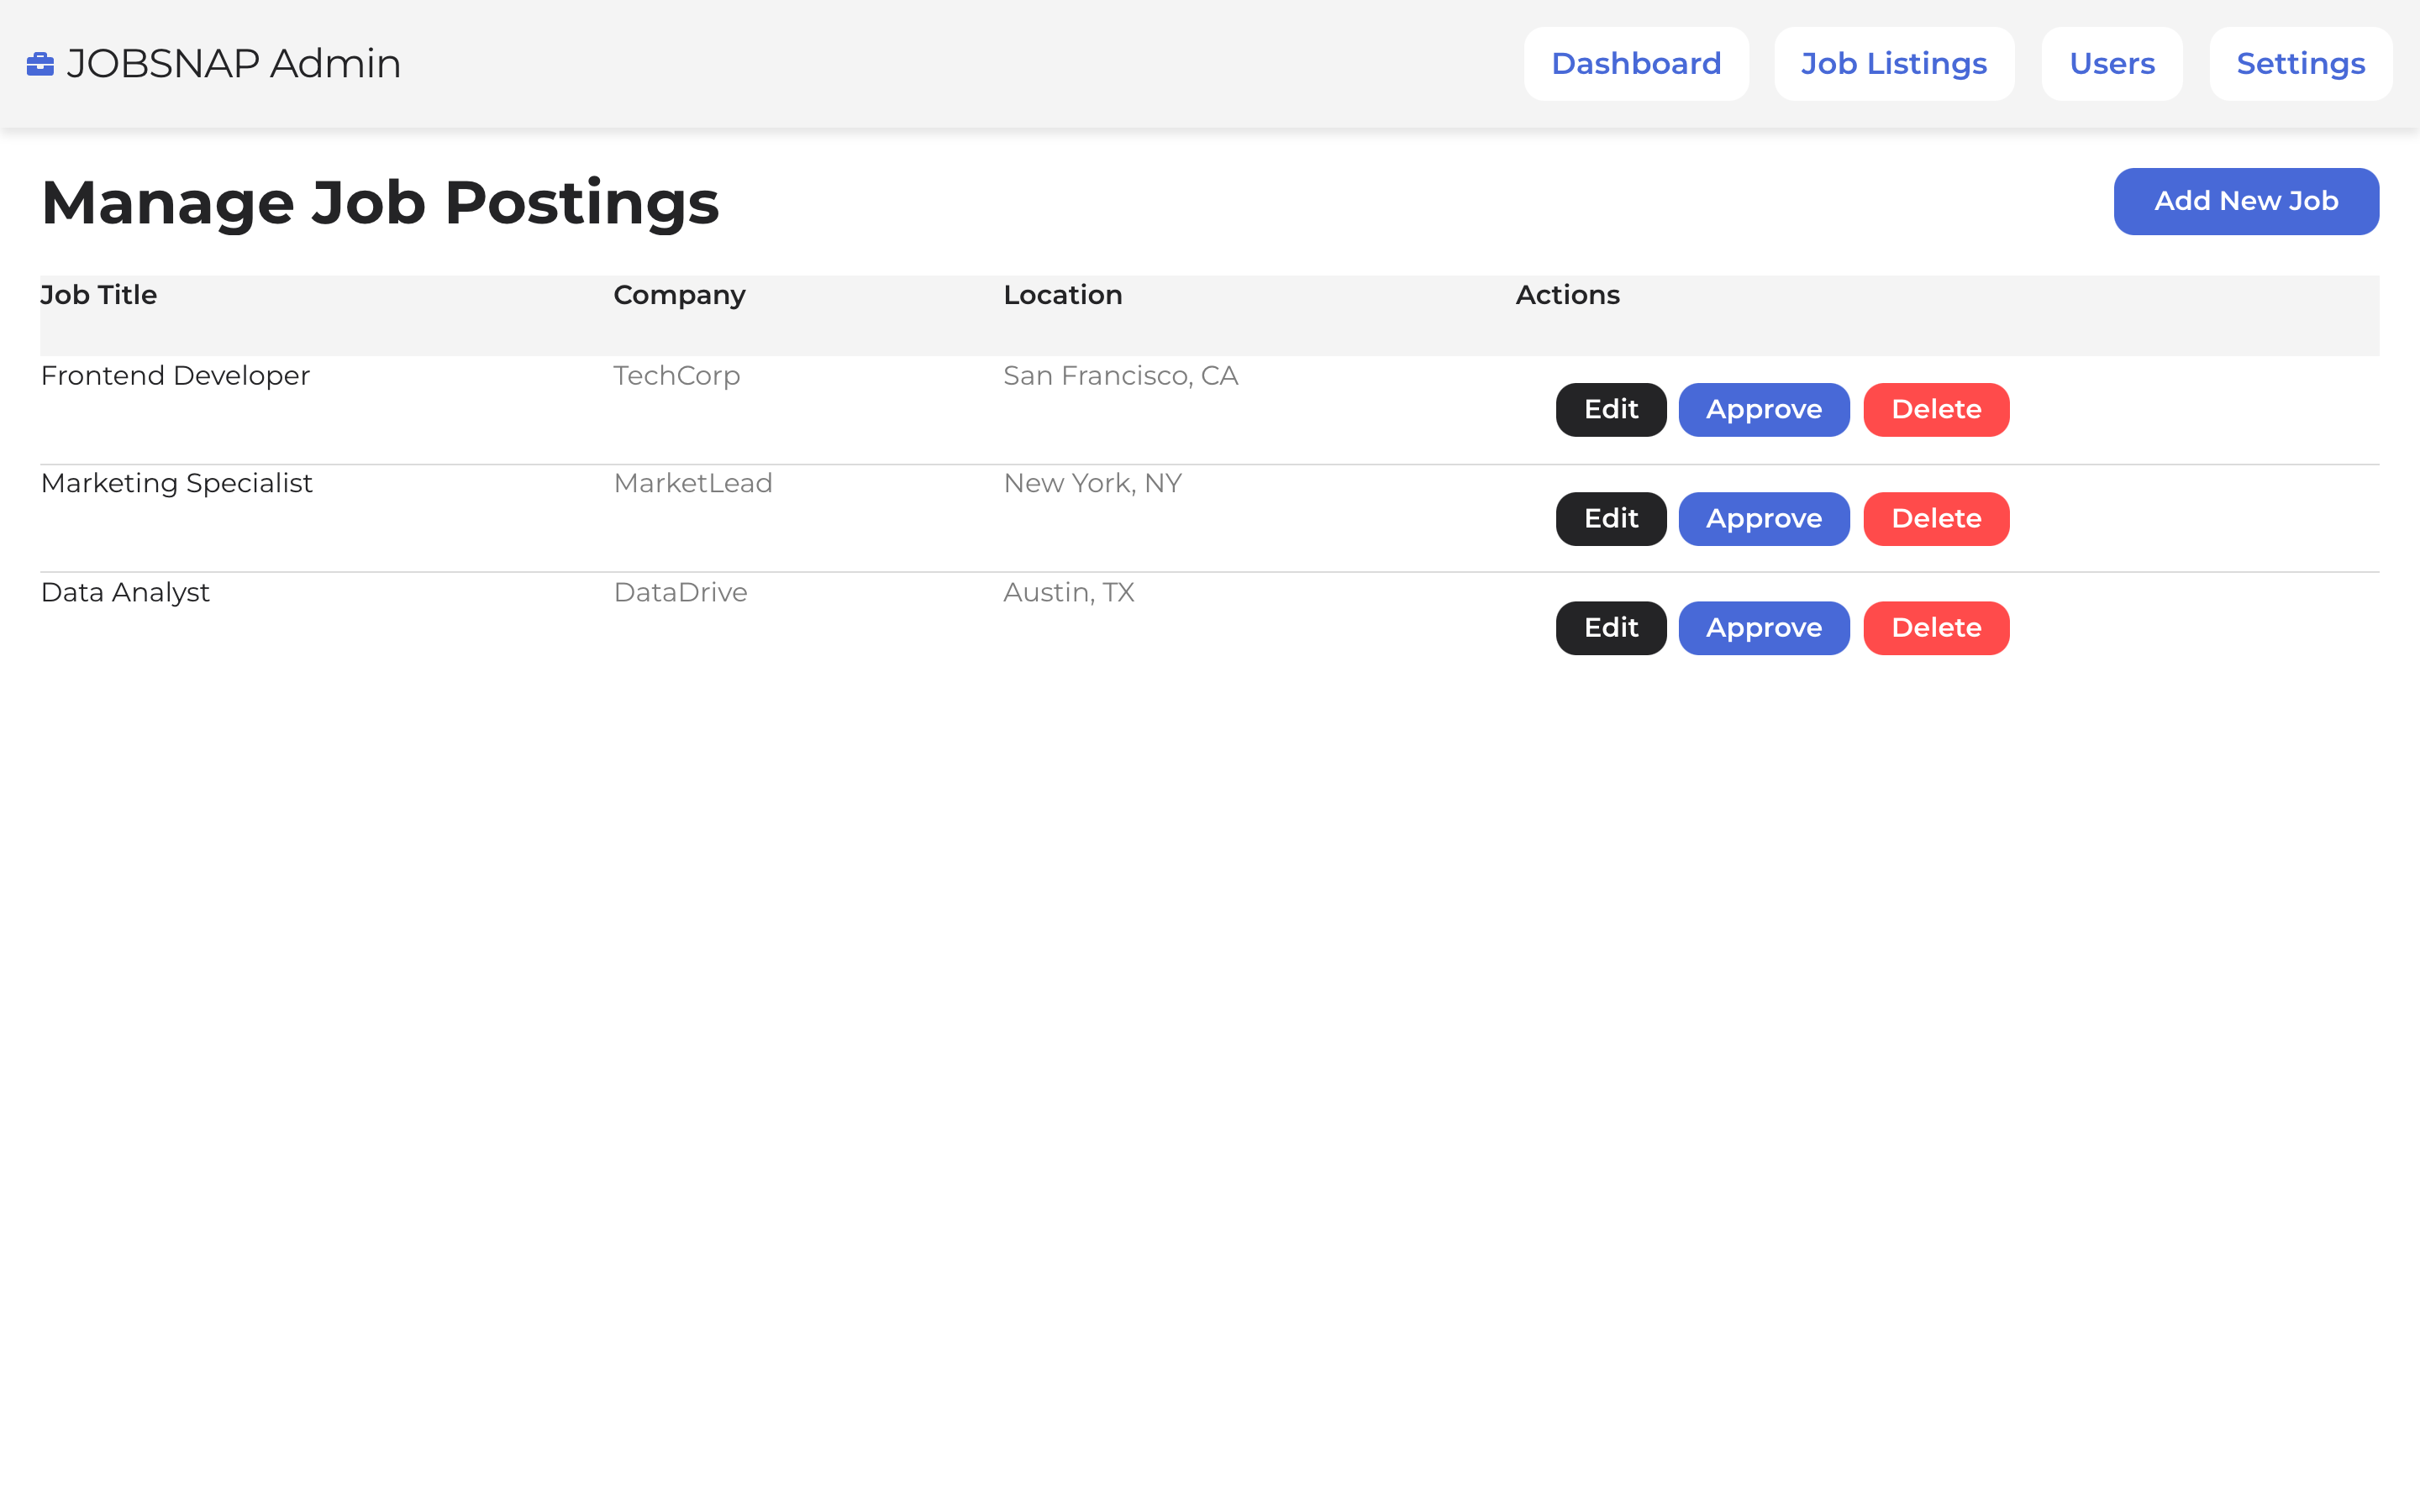 JOBSNAP Admin Dashboard Job Listings Users Settings
Manage Job Postings Add New Job
Job Title Company Location Actions
Frontend Developer TechCorp San Francisco, CA Edit Approve Delete
Marketing Specialist MarketLead New York, NY Edit Approve Delete
Data Analyst DataDrive Austin, TX Edit Approve Delete